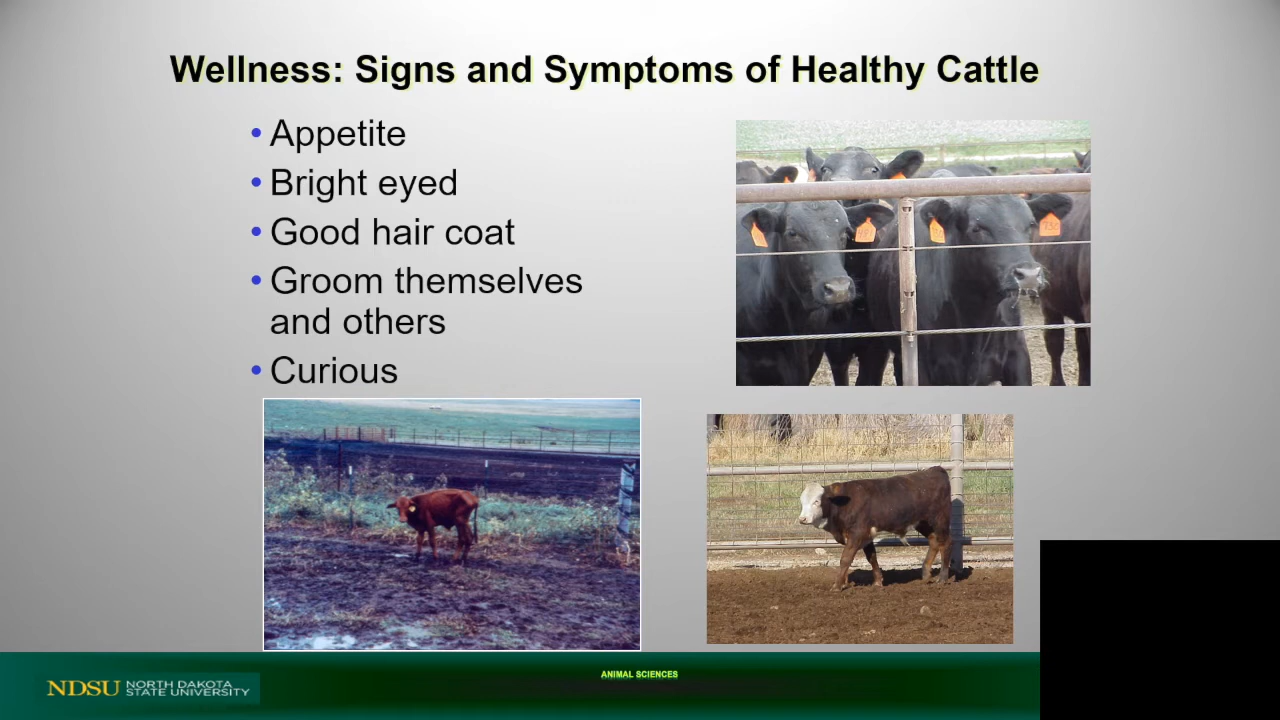 Wellness: Signs and Symptoms of Healthy Cattle
• Appetite
• Bright eyed
• Good hair coat
• Groom themselves
and others
• Curious
NDSU NORTH DAKOTA
STATE UNIVERSITY
ANIMAL SCIENCES